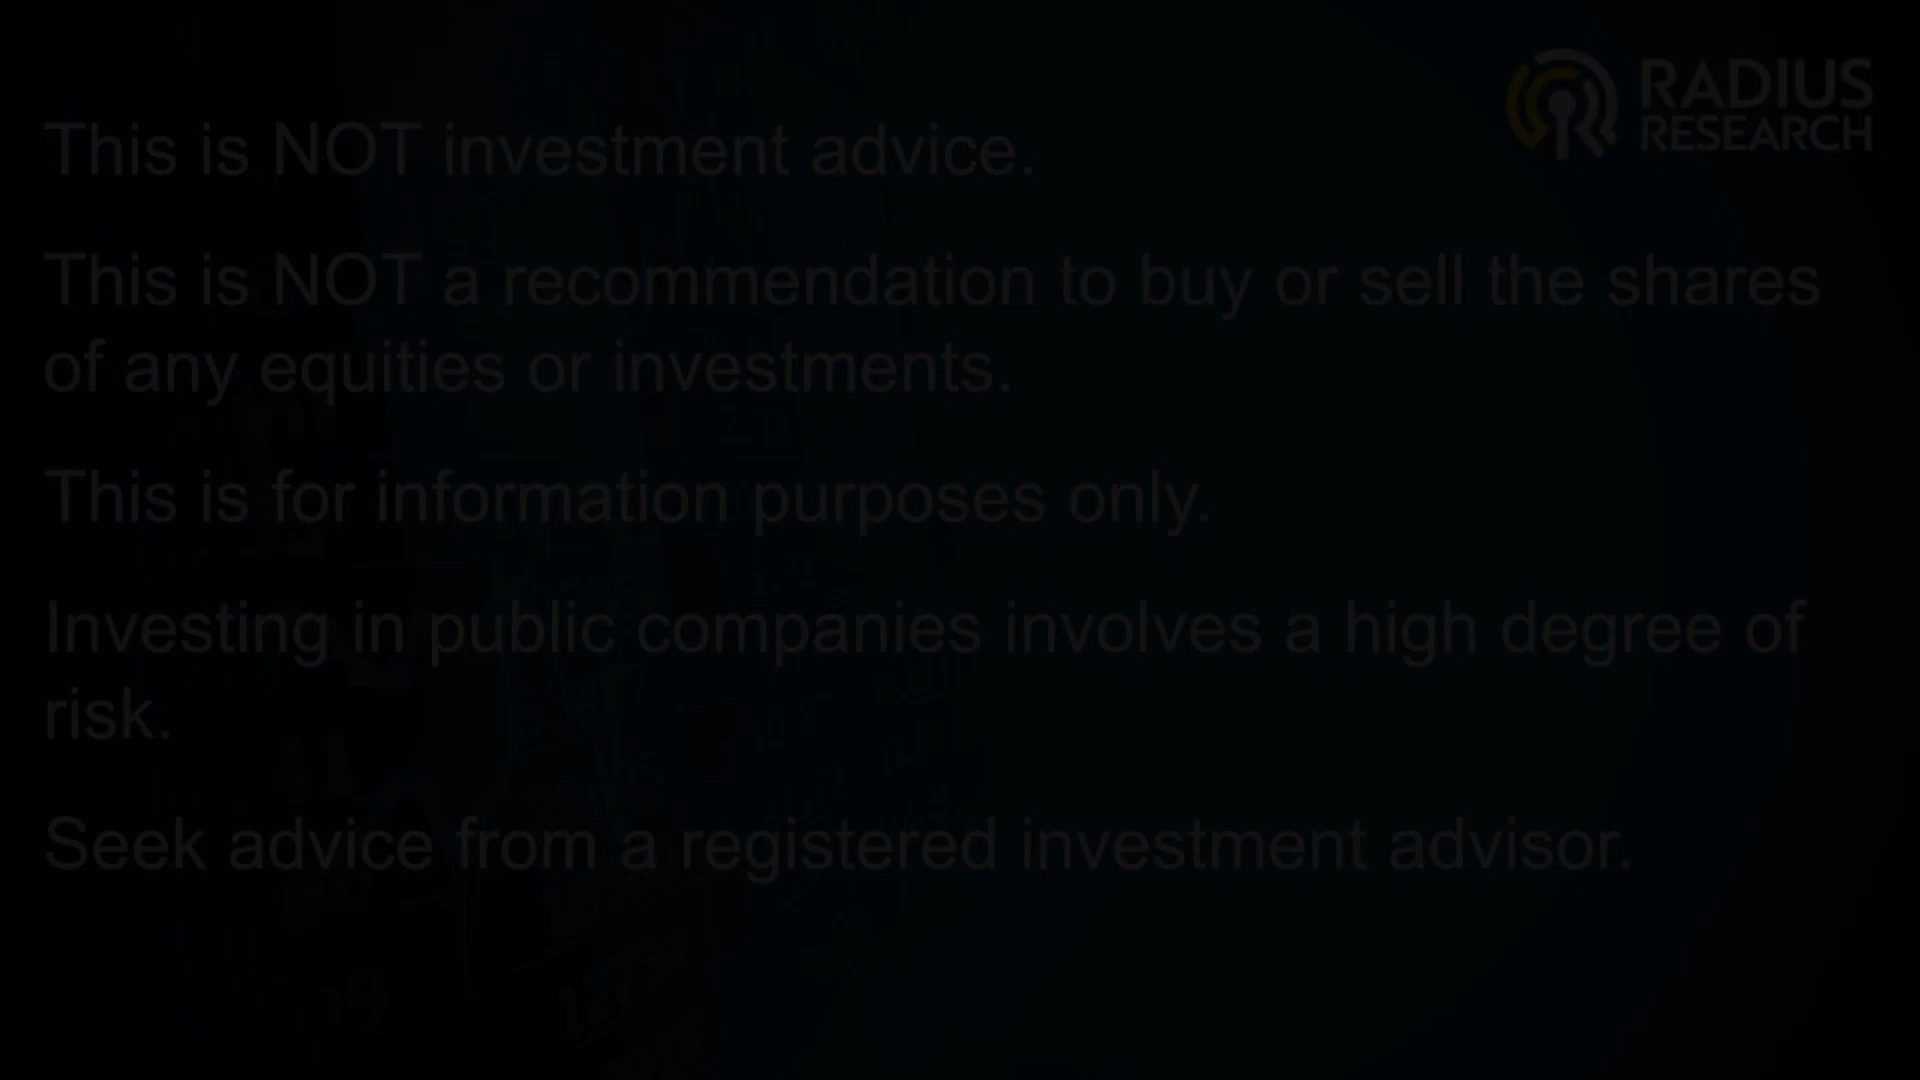 RADIUS
RESEARCH
This is NOT investment advice.
This is NOT a recommendation to buy or sell the shares
of any equities or investments.
This is for information purposes only.
Investing in public companies involves a high degree of
risk.
Seek advice from a registered investment advisor.